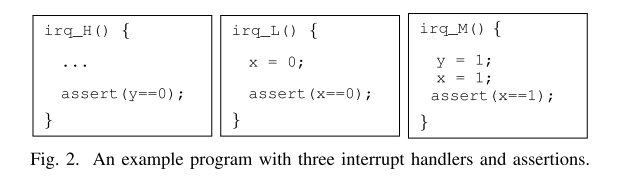 irq_H() {
...
assert(y==0);
}
irq_L() {
x = 0;
assert(x==0);
}
irq_M() {
y = 1;
x = 1;
assert(x==1);
}
Fig. 2. An example program with three interrupt handlers and assertions.